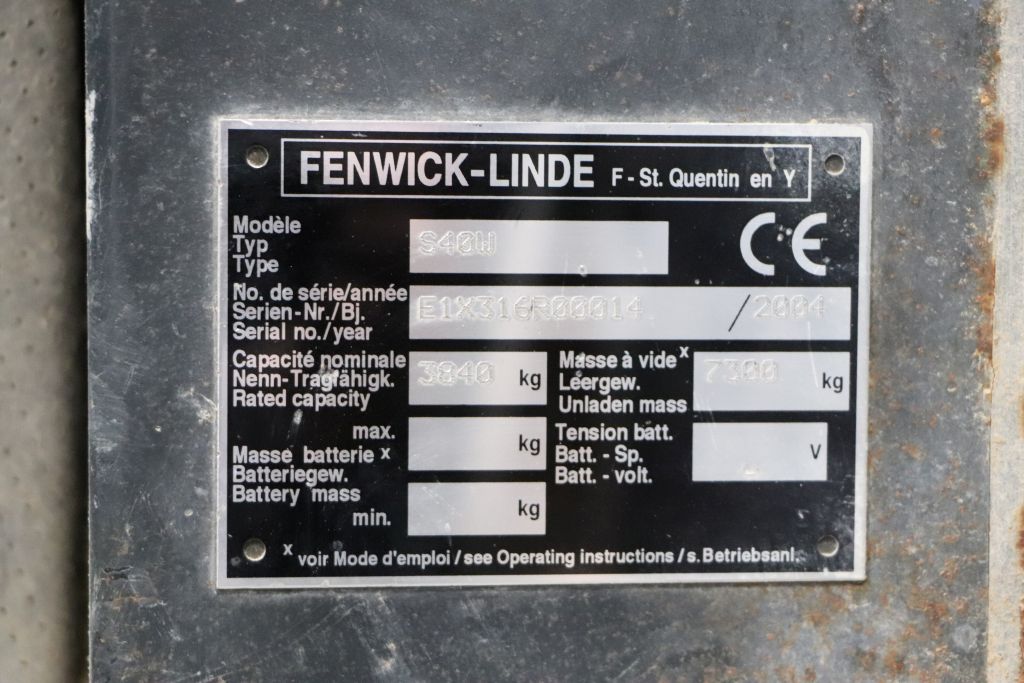 FENWICK-LINDE F - St. Quentin en Y
Modèle
Typ
Type
S40W
CE
No. de série/année
Serien-Nr./Bj.
Serial no./year
E1X316R00014 / 2004
Capacité nominale
Nenn-Tragfähigk.
Rated capacity
3840 kg
Masse à vide x
Leergew.
Unladen mass
7300 kg
max.
Masse batterie x
Batteriegew.
Battery mass
min.
kg
kg
Tension batt.
Batt. - Sp.
Batt. - volt.
V
x voir Mode d'emploi / see Operating instructions / s. Betriebsanl.